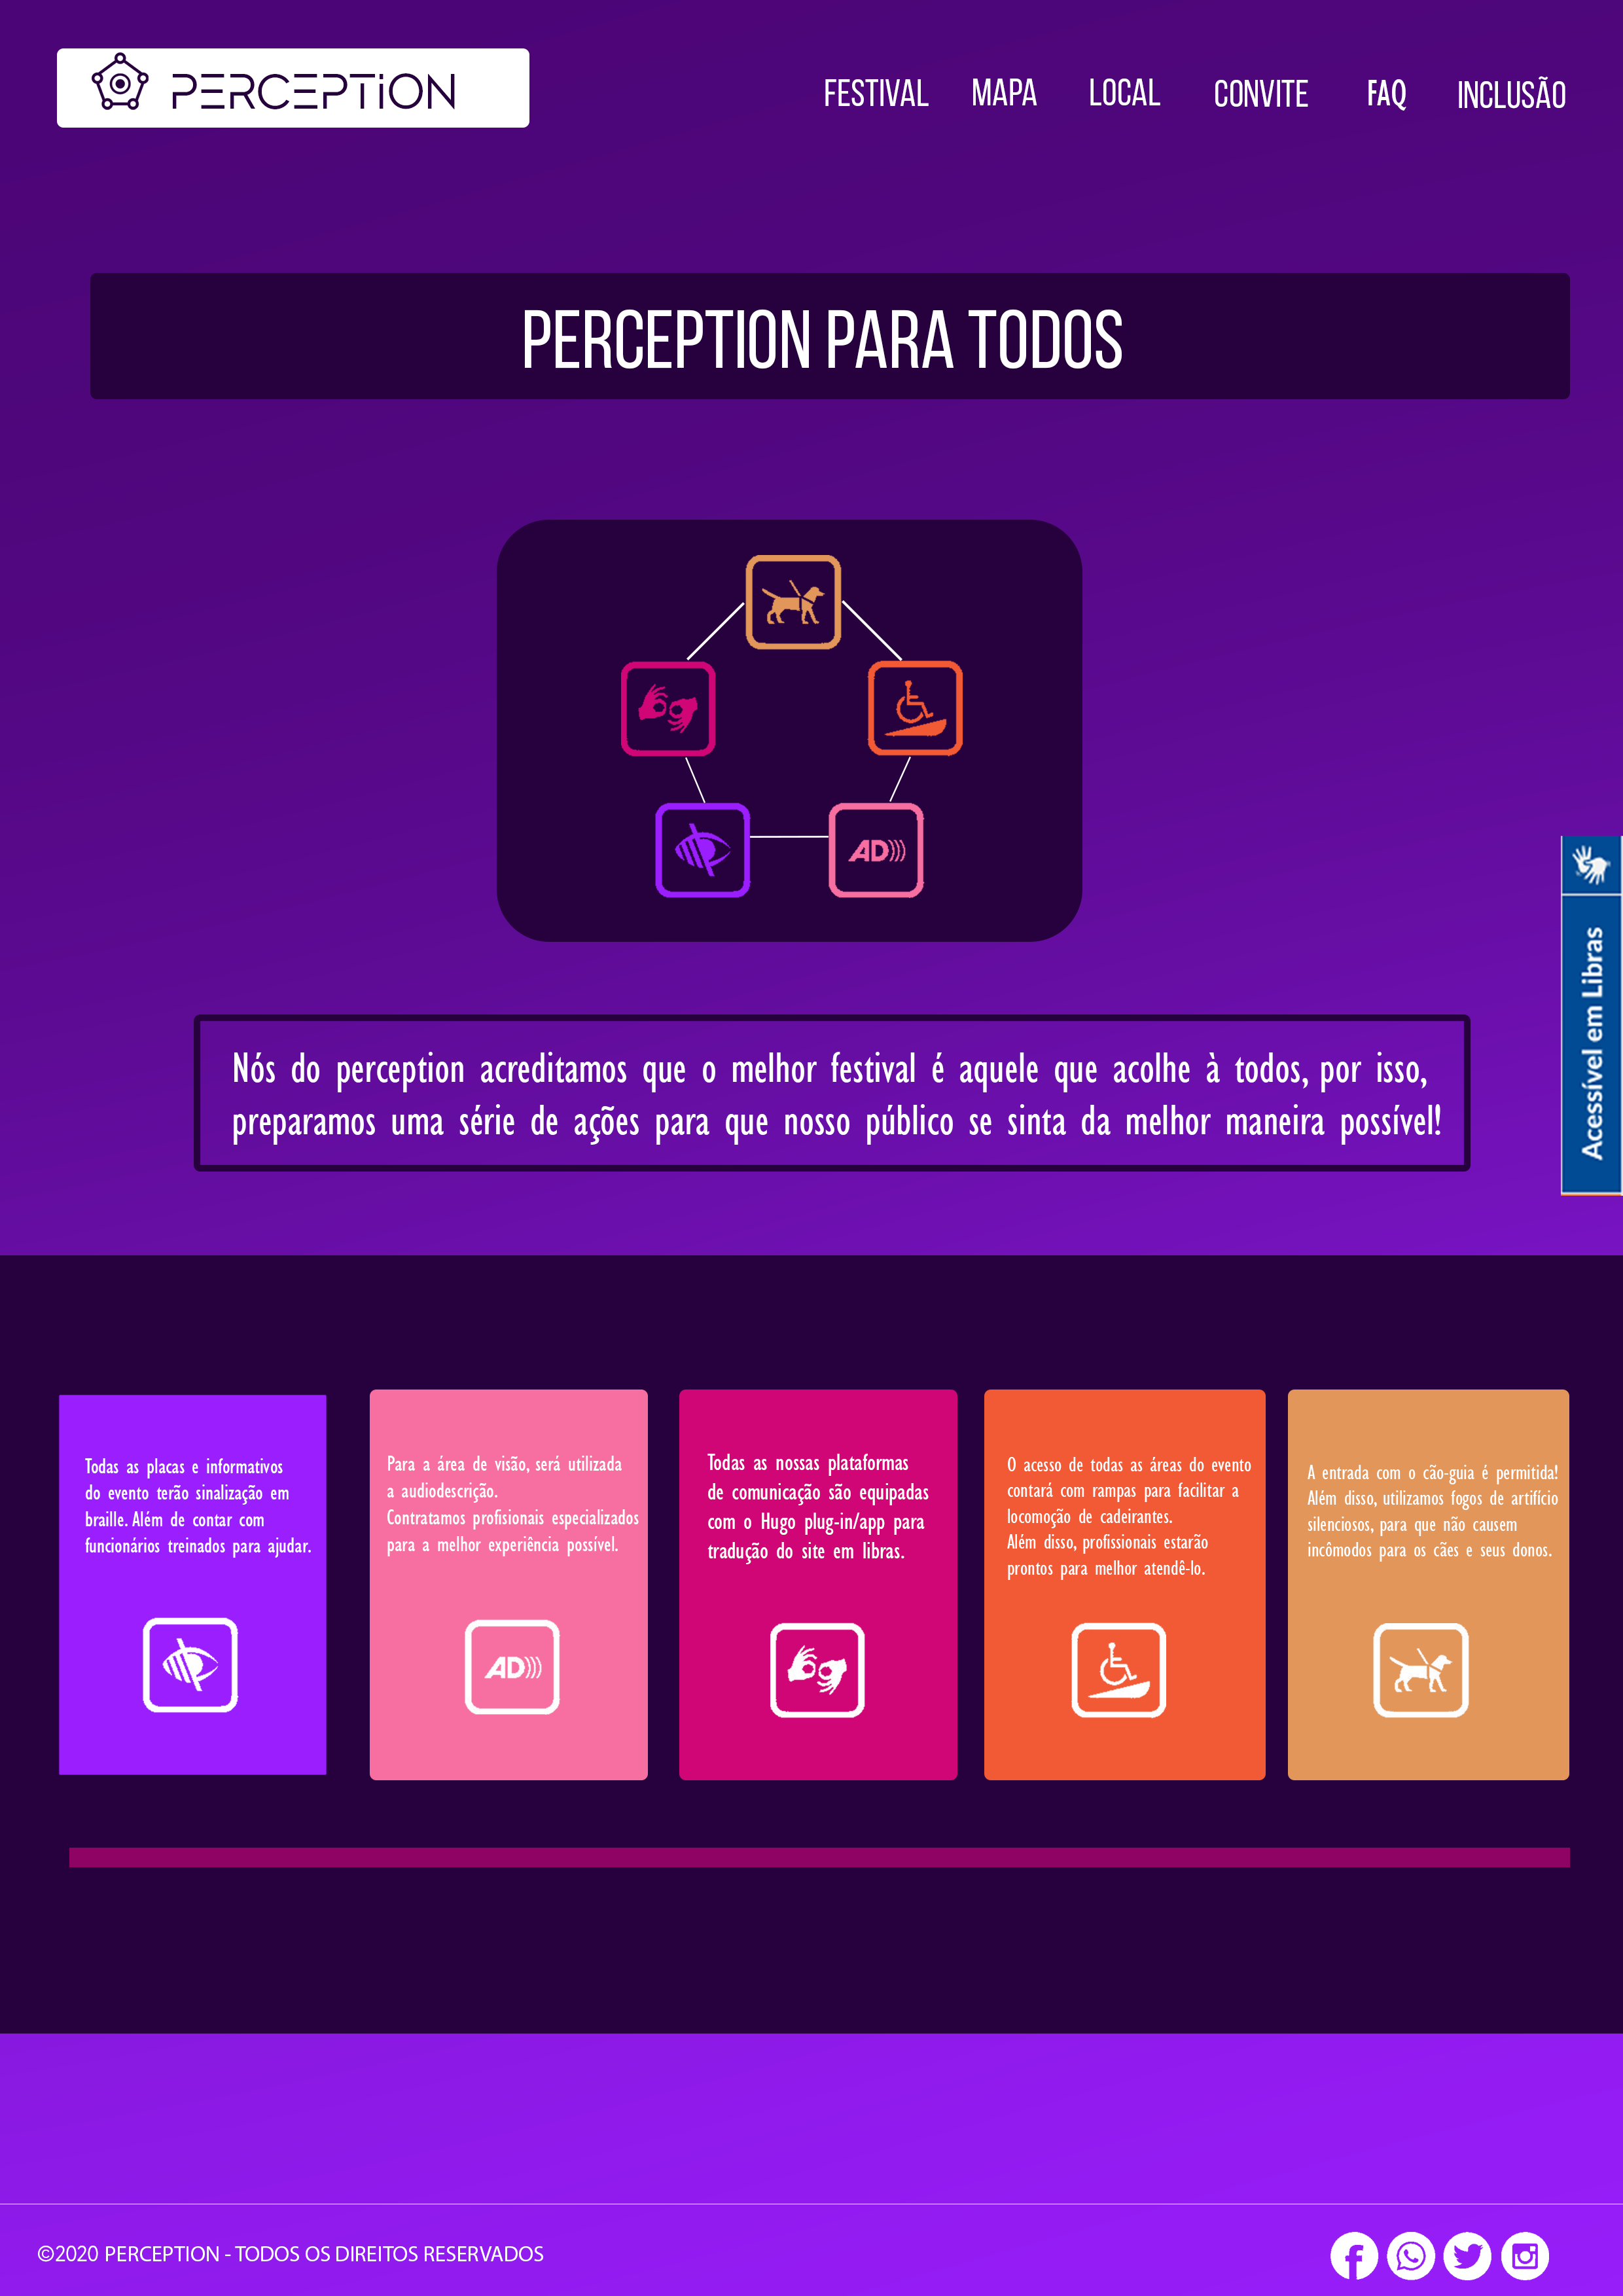 PERCEPTION
FESTIVAL MAPA LOCAL CONVITE FAQ INCLUSÃO
PERCEPTION PARA TODOS
AD
Acessível em Libras
Nós do perception acreditamos que o melhor festival é aquele que acolhe à todos, por isso,
preparamos uma série de ações para que nosso público se sinta da melhor maneira possível!
Todas as placas e informativos
do evento terão sinalização em
braille. Além de contar com
funcionários treinados para ajudar.
Para a área de visão, será utilizada
a audiodescrição.
Contratamos profissionais especializados
para a melhor experiência possível.
AD
Todas as nossas plataformas
de comunicação são equipadas
com o Hugo plug-in/app para
tradução do site em libras.
O acesso de todas as áreas do evento
contará com rampas para facilitar a
locomoção de cadeirantes.
Além disso, profissionais estarão
prontos para melhor atendê-lo.
A entrada com o cão-guia é permitida!
Além disso, utilizamos fogos de artifício
silenciosos, para que não causem
incômodos para os cães e seus donos.
©2020 PERCEPTION - TODOS OS DIREITOS RESERVADOS